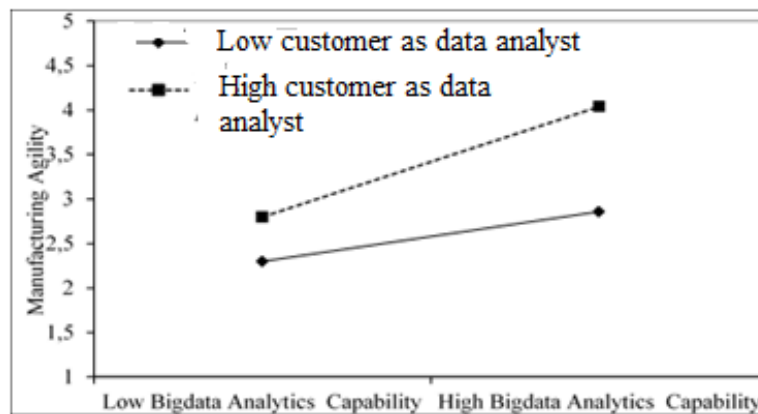 5
4,5
4
3,5
3
2,5
2
1,5
1
Manufacturing Agility
Low customer as data analyst
High customer as data
analyst
Low Bigdata Analytics Capability High Bigdata Analytics Capability